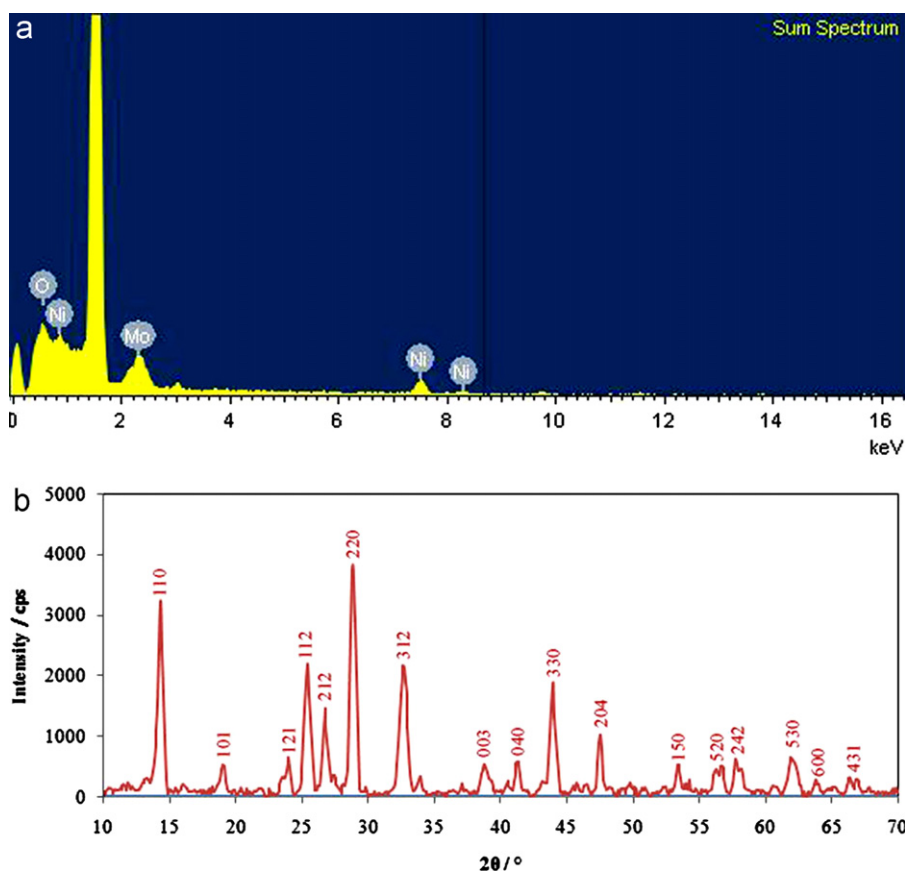 a
Sum Spectrum
O
Ni
Mo
Ni
Ni
0 2 4 6 8 10 12 14 16
keV
b
5000
4000
3000
2000
1000
0
Intensity / cps
110
101
121
112
212
220
312
003
040
330
204
150
520
242
530
600
431
10 15 20 25 30 35 40 45 50 55 60 65 70
2θ / °